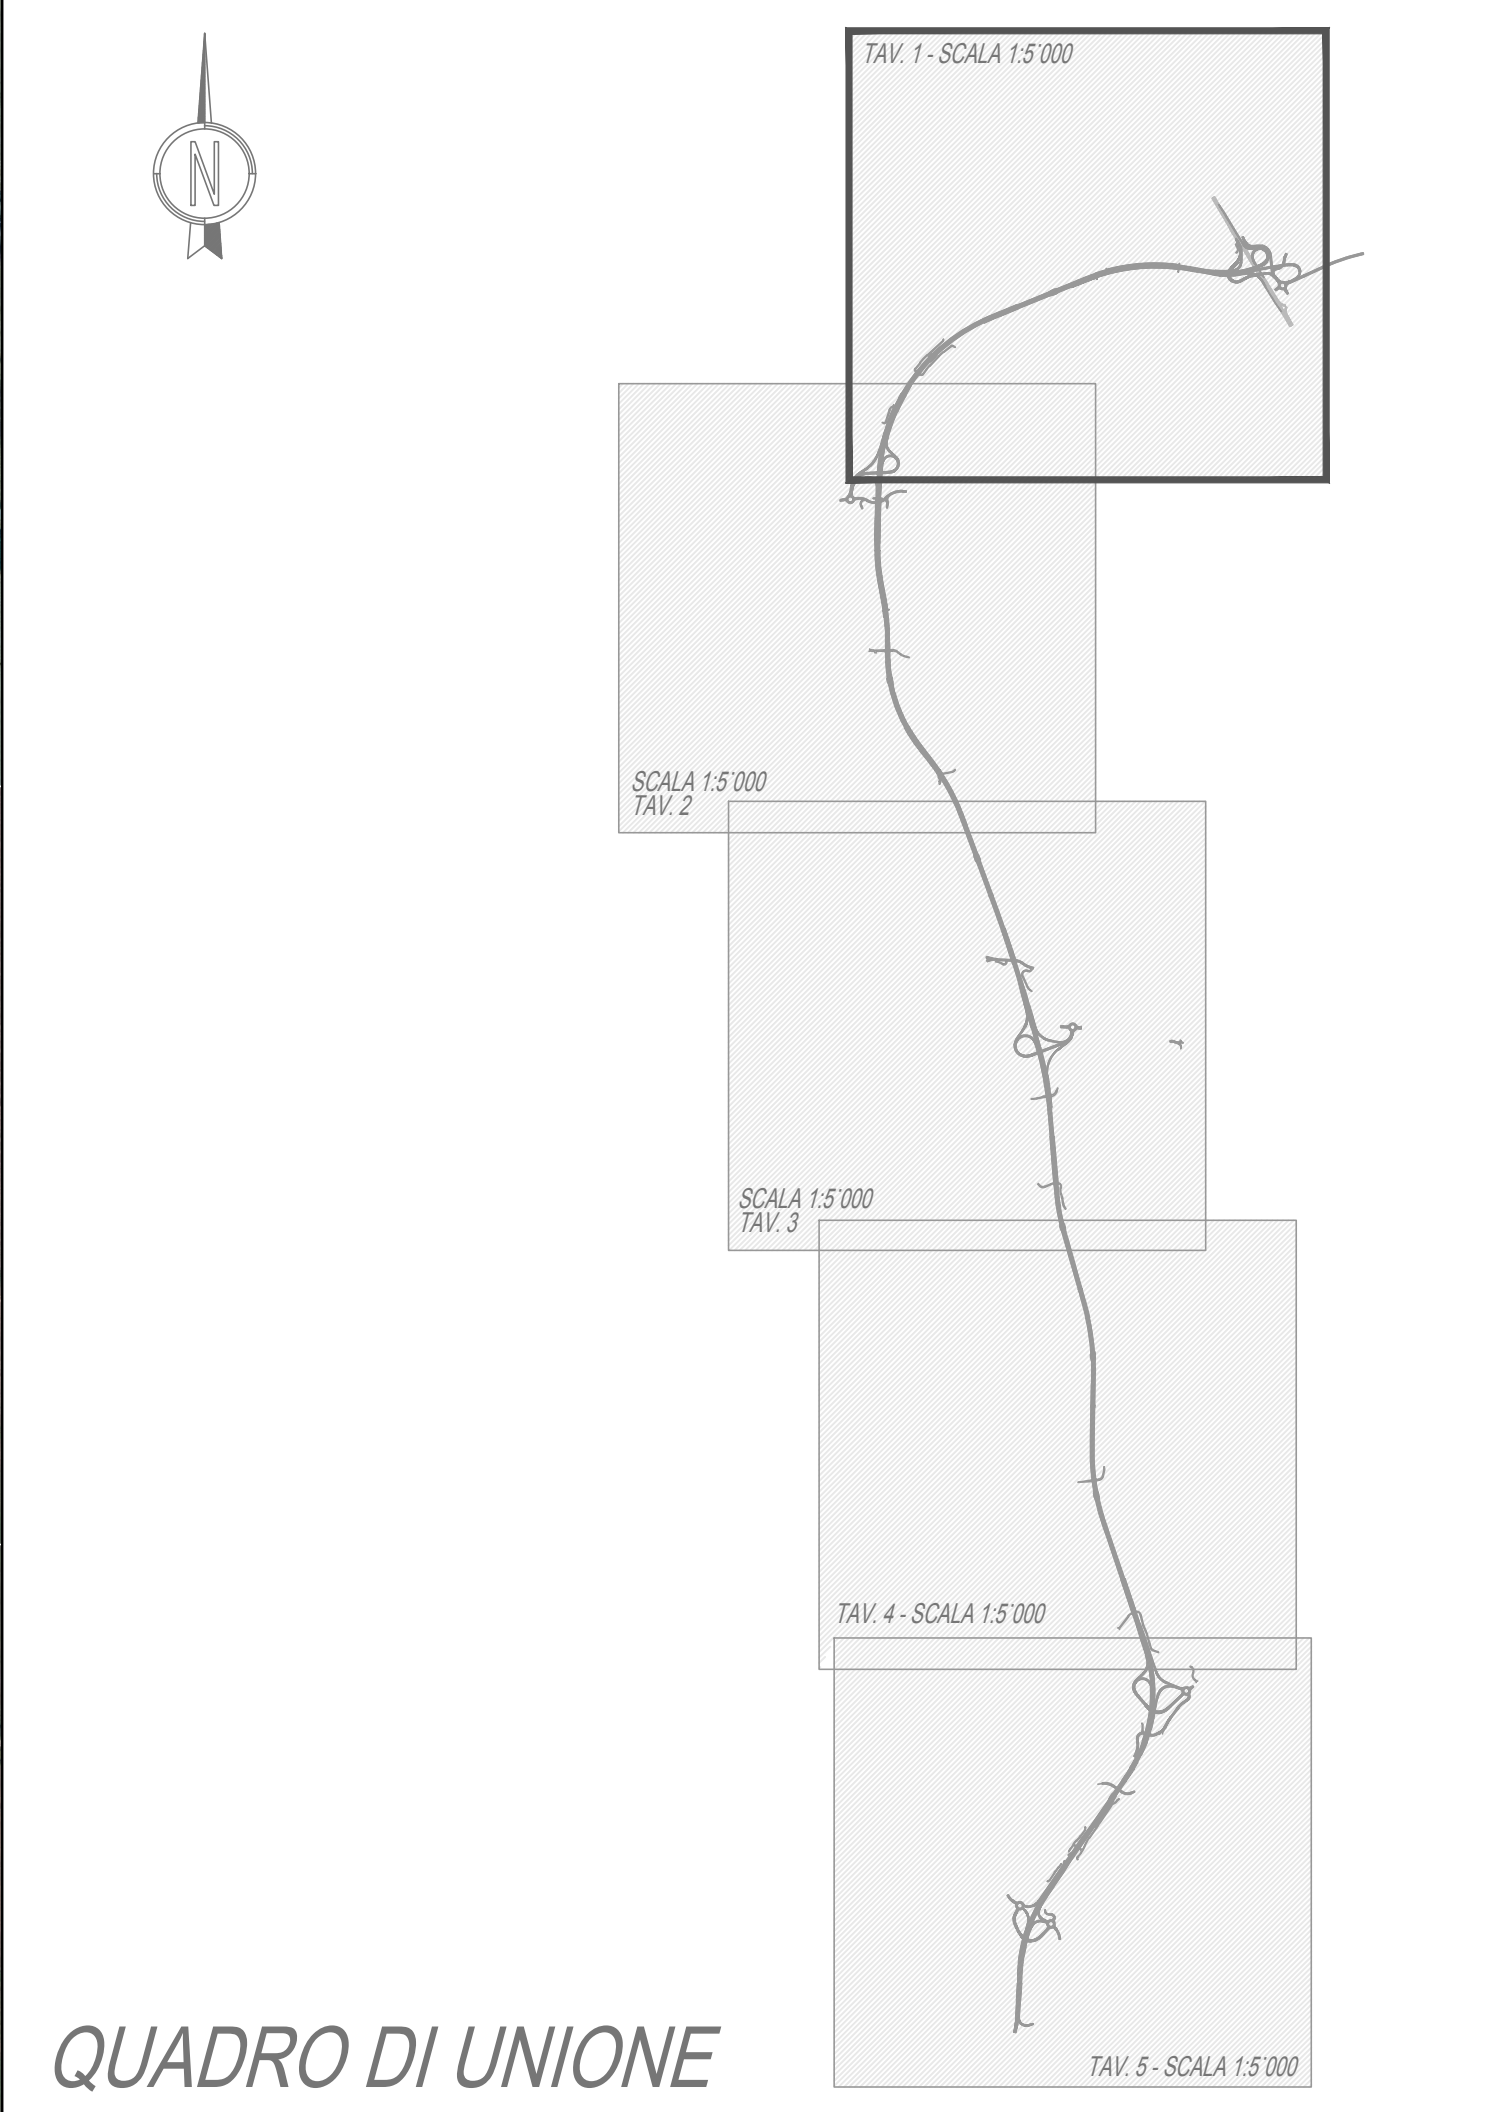 TAV. 1 - SCALA 1:5˙000
N
SCALA 1:5˙000
TAV. 2
SCALA 1:5˙000
TAV. 3
TAV. 4 - SCALA 1:5˙000
TAV. 5 - SCALA 1:5˙000
QUADRO DI UNIONE